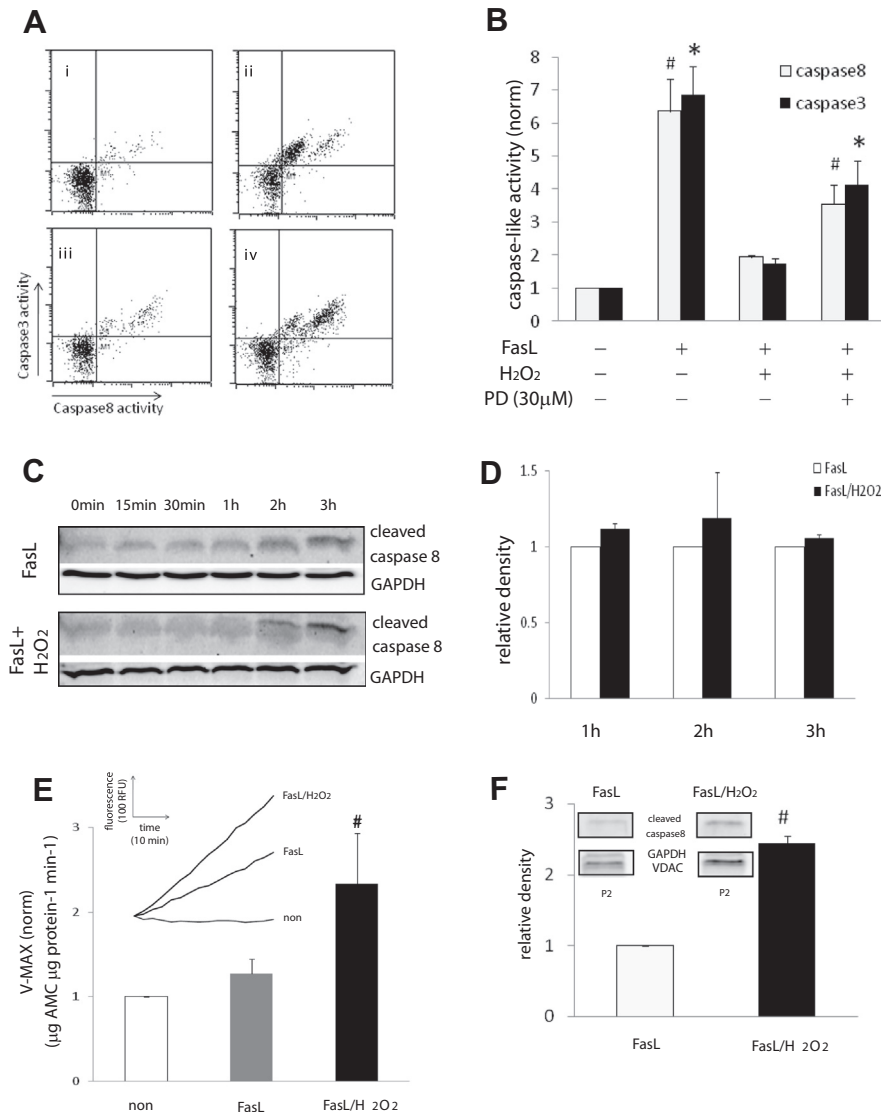 A
i
ii
iii
iv
Caspase3 activity
Caspase8 activity
B
caspase-like activity (norm)
8
7
6
5
4
3
2
1
0
# * # *
caspase8
caspase3
FasL − + + +
H2O2 − − + +
PD (30µM) − − − +
C
0min 15min 30min 1h 2h 3h
FasL
cleaved
caspase 8
GAPDH
FasL+
H2O2
cleaved
caspase 8
GAPDH
D
relative density
1.5
1
0.5
0
FasL
FasL/H2O2
1h 2h 3h
E
V-MAX (norm)
(µg AMC µg protein-1 min-1)
3
2
1
0
fluorescence
(100 RFU)
time
(10 min)
FasL/H2O2
FasL
non
#
non FasL FasL/H 2O2
F
relative density
3
2
1
0
FasL FasL/H2O2
cleaved
caspase8
GAPDH
VDAC
P2 P2
#
FasL FasL/H 2O2